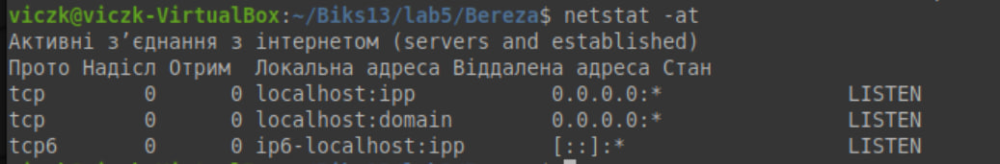 viczk@viczk-VirtualBox:~/Biks13/lab5/Bereza$ netstat -at
Активні з’єднання з інтернетом (servers and established)
Прото Надісл Отрим  Локальна адреса Віддалена адреса Стан
tcp        0      0 localhost:ipp           0.0.0.0:*               LISTEN
tcp        0      0 localhost:domain        0.0.0.0:*               LISTEN
tcp6       0      0 ip6-localhost:ipp       [::]:*                  LISTEN